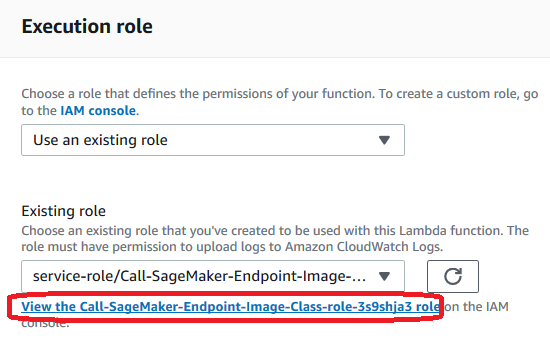 Execution role
Choose a role that defines the permissions of your function. To create a custom role, go
to the IAM console.
Use an existing role
Existing role
Choose an existing role that you've created to be used with this Lambda function. The
role must have permission to upload logs to Amazon CloudWatch Logs.
service-role/Call-SageMaker-Endpoint-Image-...
View the Call-SageMaker-Endpoint-Image-Class-role-3s9shja3 role on the IAM
console.